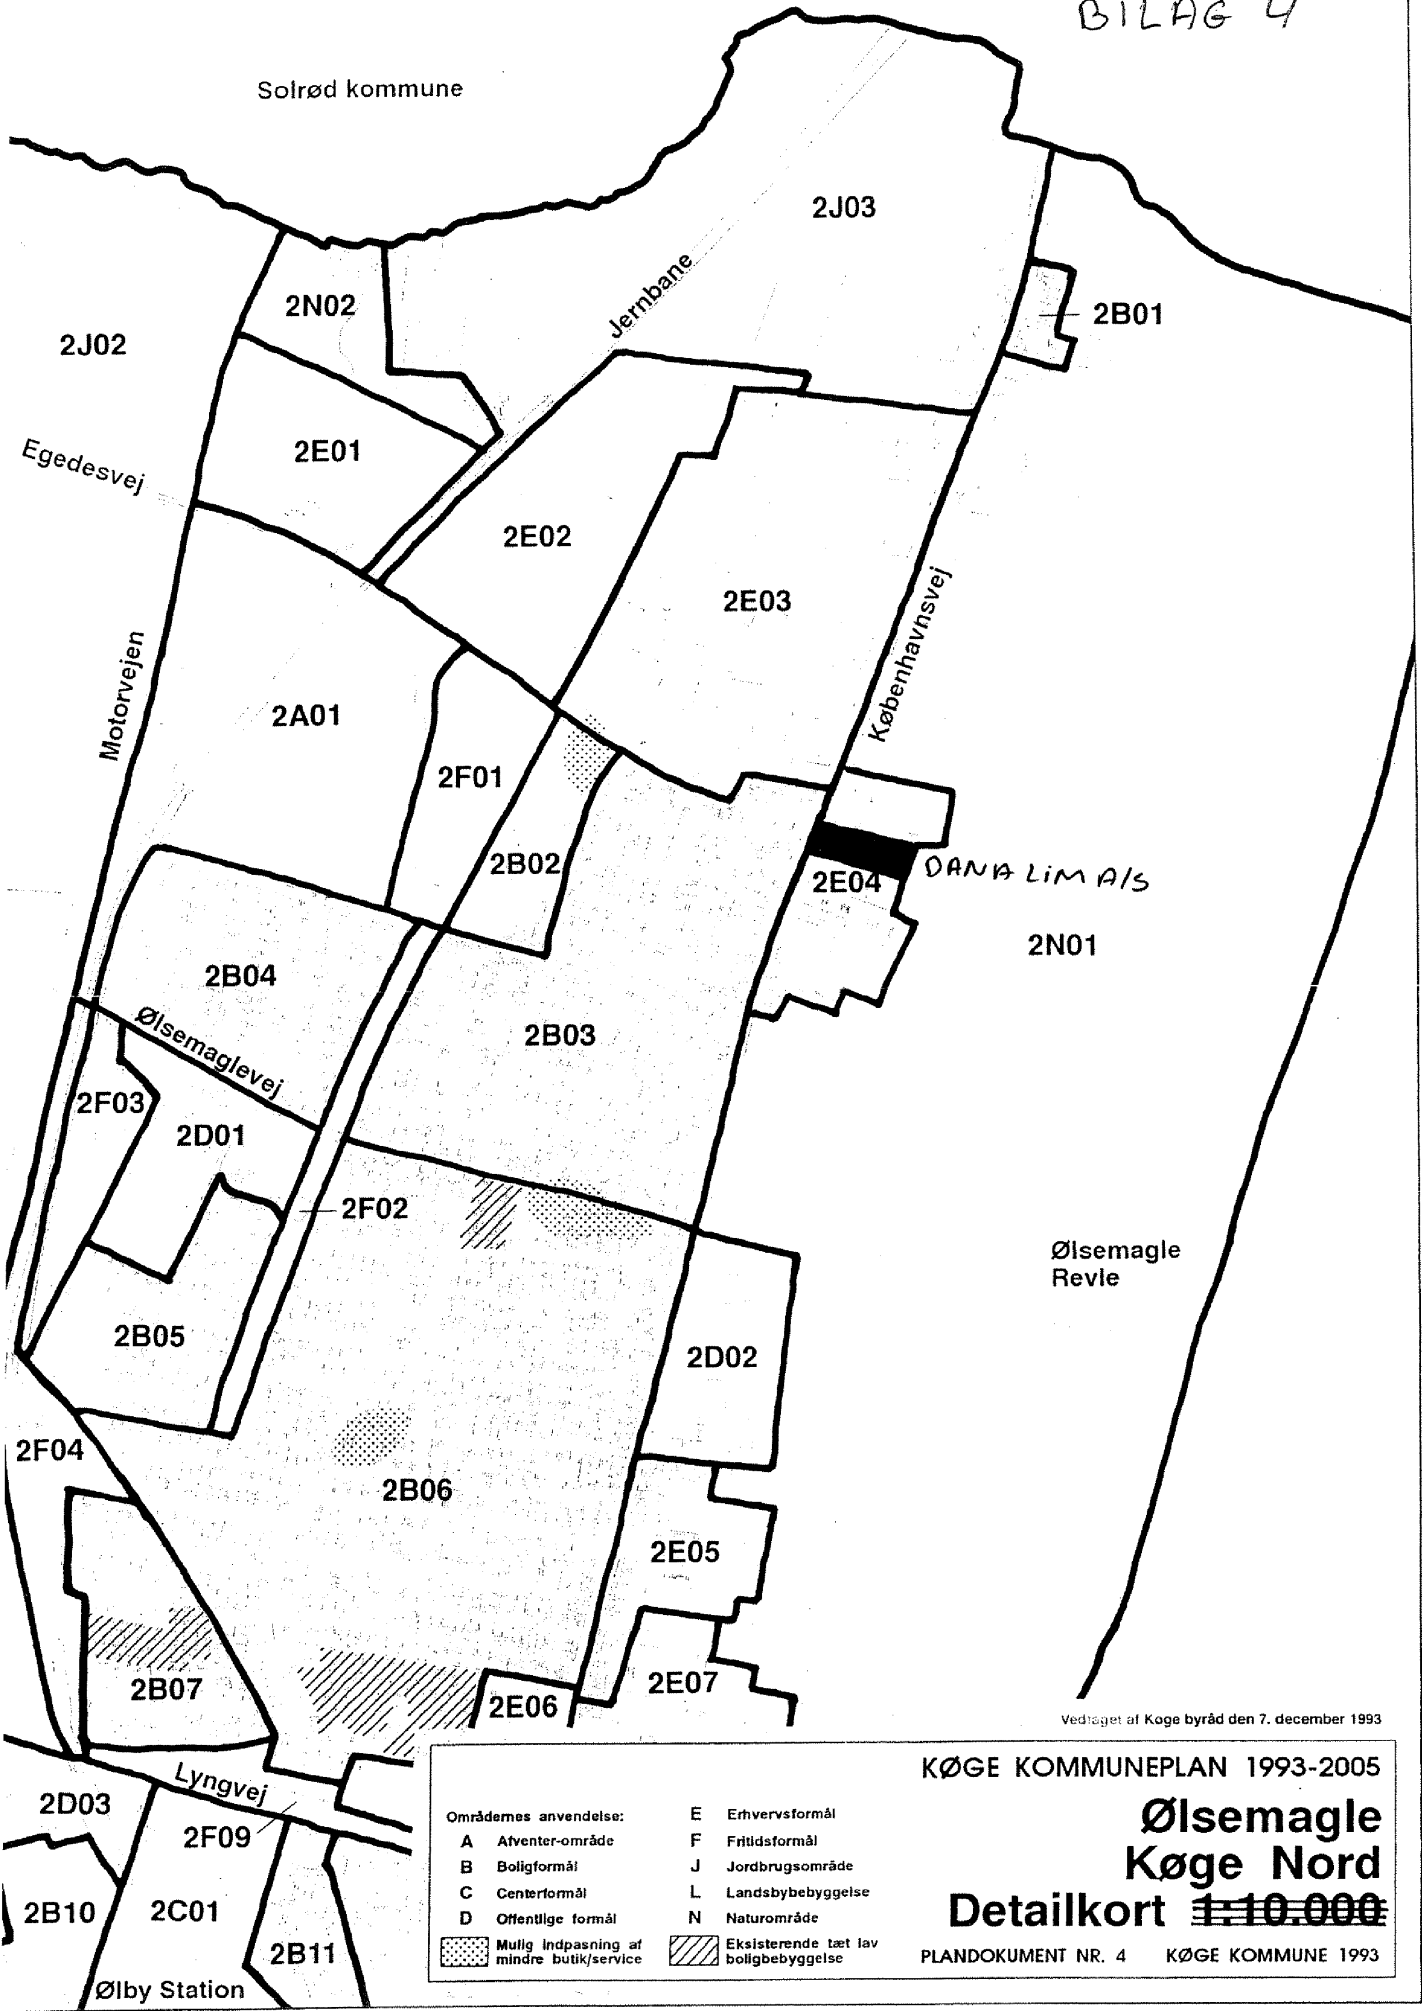 BILAG 4
Solrød kommune
2J03
Jernbane
2N02
2B01
2J02
2E01
Egedesvej
2E02
2E03
Københavnsvej
Motorvejen
2A01
2F01
2B02
2E04
DANA LIM A/S
2N01
2B04
2B03
Ølsemaglevej
2F03
2D01
2F02
Ølsemagle
Revle
2B05
2D02
2F04
2B06
2E05
2B07
2E07
2E06
Vedtaget af Køge byråd den 7. december 1993
Lyngvej
2D03
2F09
2B10
2C01
2B11
Ølby Station
KØGE KOMMUNEPLAN 1993-2005
Ølsemagle
Køge Nord
Detailkort 1:10.000
PLANDOKUMENT NR. 4 KØGE KOMMUNE 1993
Områdernes anvendelse:
A Afventer-område
B Boligformål
C Centerformål
D Offentlige formål
Mulig indpasning af
mindre butik/service
E Erhvervsformål
F Fritidsformål
J Jordbrugsområde
L Landsbybebyggelse
N Naturområde
Eksisterende tæt lav
boligbebyggelse